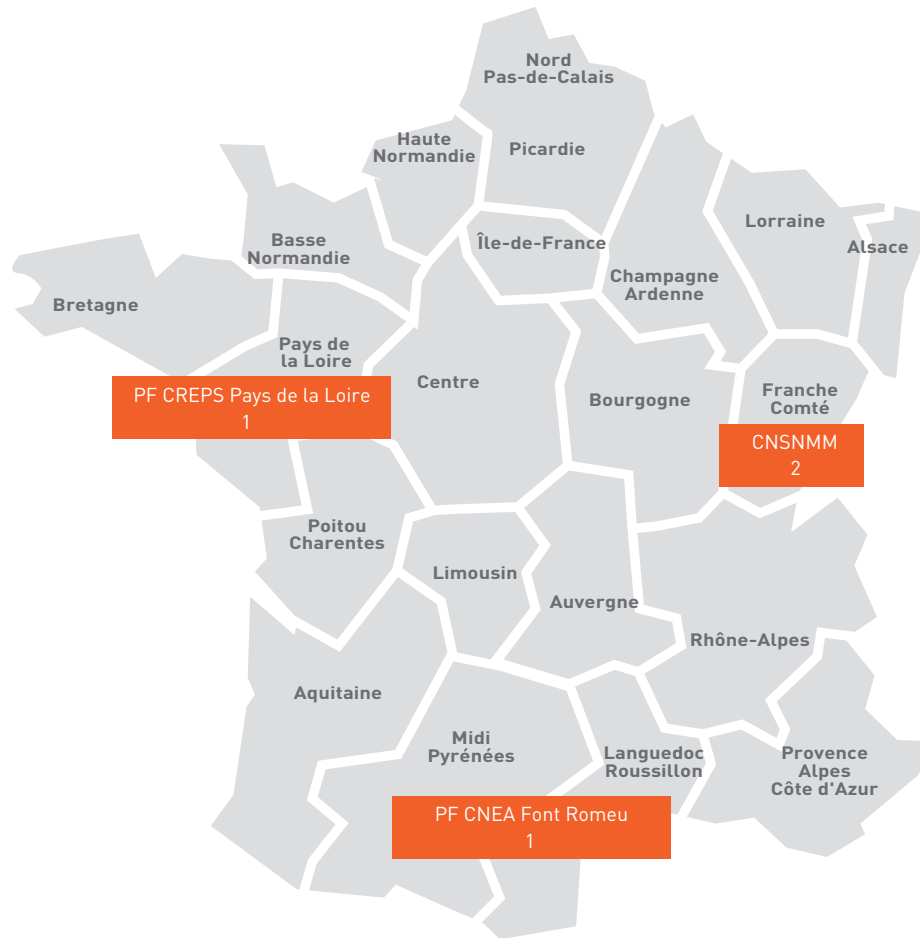 Nord
Pas-de-Calais
Haute
Normandie
Picardie
Lorraine
Basse
Normandie
Île-de-France
Alsace
Champagne
Ardenne
Bretagne
Pays de
la Loire
Centre
Bourgogne
Franche
Comté
PF CREPS Pays de la Loire
1
CNSNMM
2
Poitou
Charentes
Limousin
Auvergne
Rhône-Alpes
Aquitaine
Midi
Pyrénées
Languedoc
Roussillon
Provence
Alpes
Côte d'Azur
PF CNEA Font Romeu
1